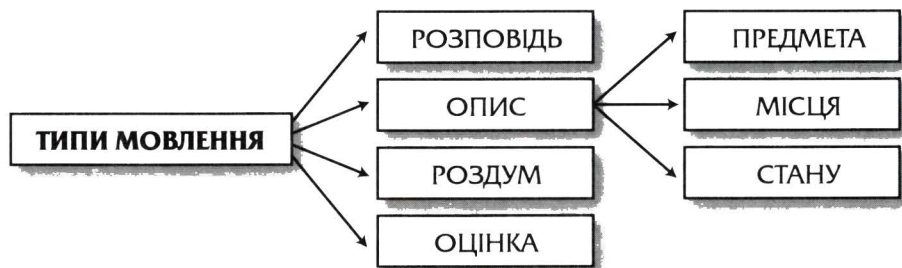 ТИПИ МОВЛЕННЯ
РОЗПОВІДЬ
ОПИС
РОЗДУМ
ОЦІНКА
ПРЕДМЕТА
МІСЦЯ
СТАНУ